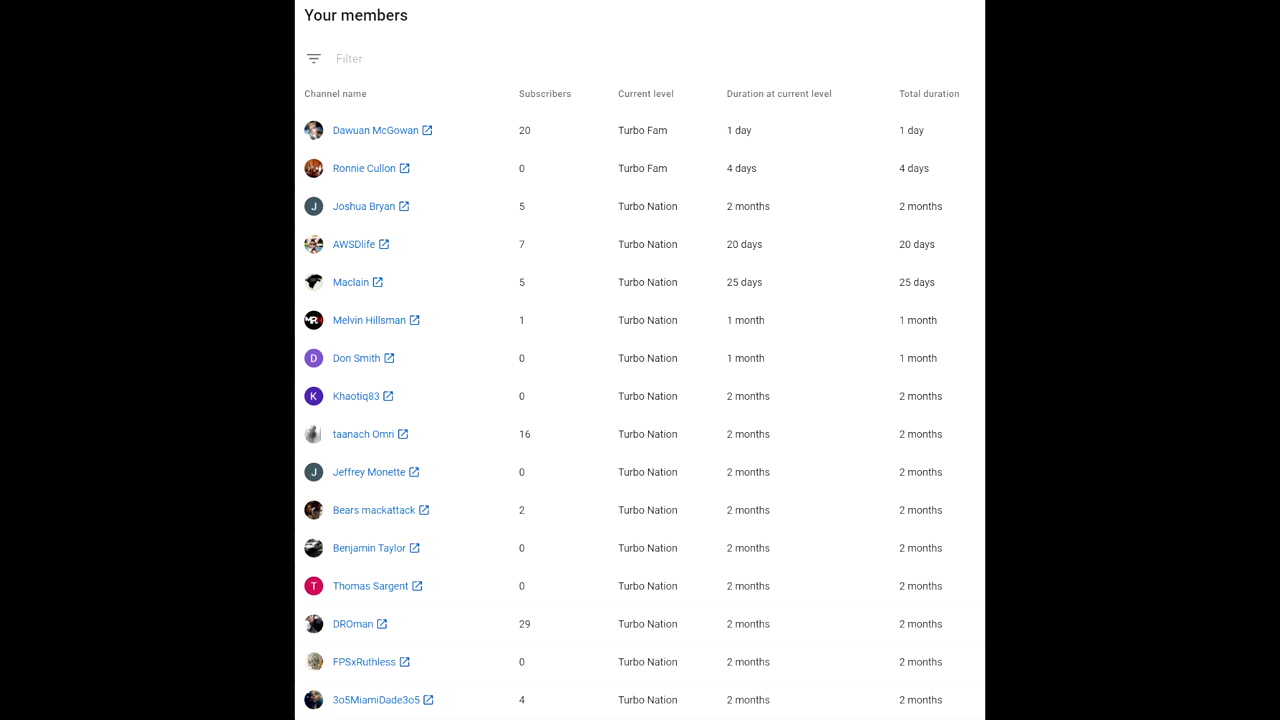 Your members
Filter
Channel name Subscribers Current level Duration at current level Total duration
Dawuan McGowan 20 Turbo Fam 1 day 1 day
Ronnie Cullon 0 Turbo Fam 4 days 4 days
J Joshua Bryan 5 Turbo Nation 2 months 2 months
AWSDlife 7 Turbo Nation 20 days 20 days
Maclain 5 Turbo Nation 25 days 25 days
Melvin Hillsman 1 Turbo Nation 1 month 1 month
D Don Smith 0 Turbo Nation 1 month 1 month
K Khaotiq83 0 Turbo Nation 2 months 2 months
taanach Omri 16 Turbo Nation 2 months 2 months
J Jeffrey Monette 0 Turbo Nation 2 months 2 months
Bears mackattack 2 Turbo Nation 2 months 2 months
Benjamin Taylor 0 Turbo Nation 2 months 2 months
T Thomas Sargent 0 Turbo Nation 2 months 2 months
DROman 29 Turbo Nation 2 months 2 months
FPSxRuthless 0 Turbo Nation 2 months 2 months
3o5MiamiDade3o5 4 Turbo Nation 2 months 2 months